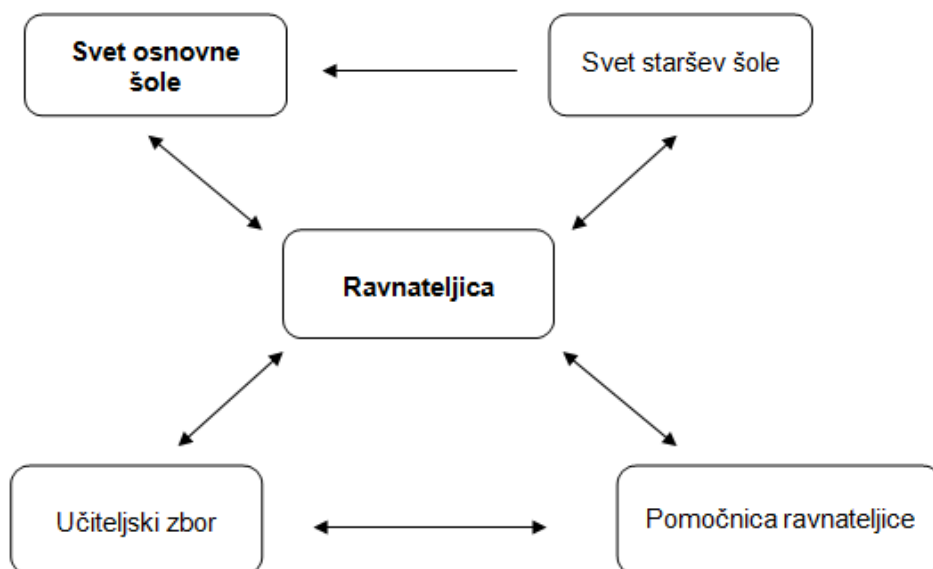 Svet osnovne
šole
Svet staršev šole
Ravnateljica
Učiteljski zbor
Pomočnica ravnateljice